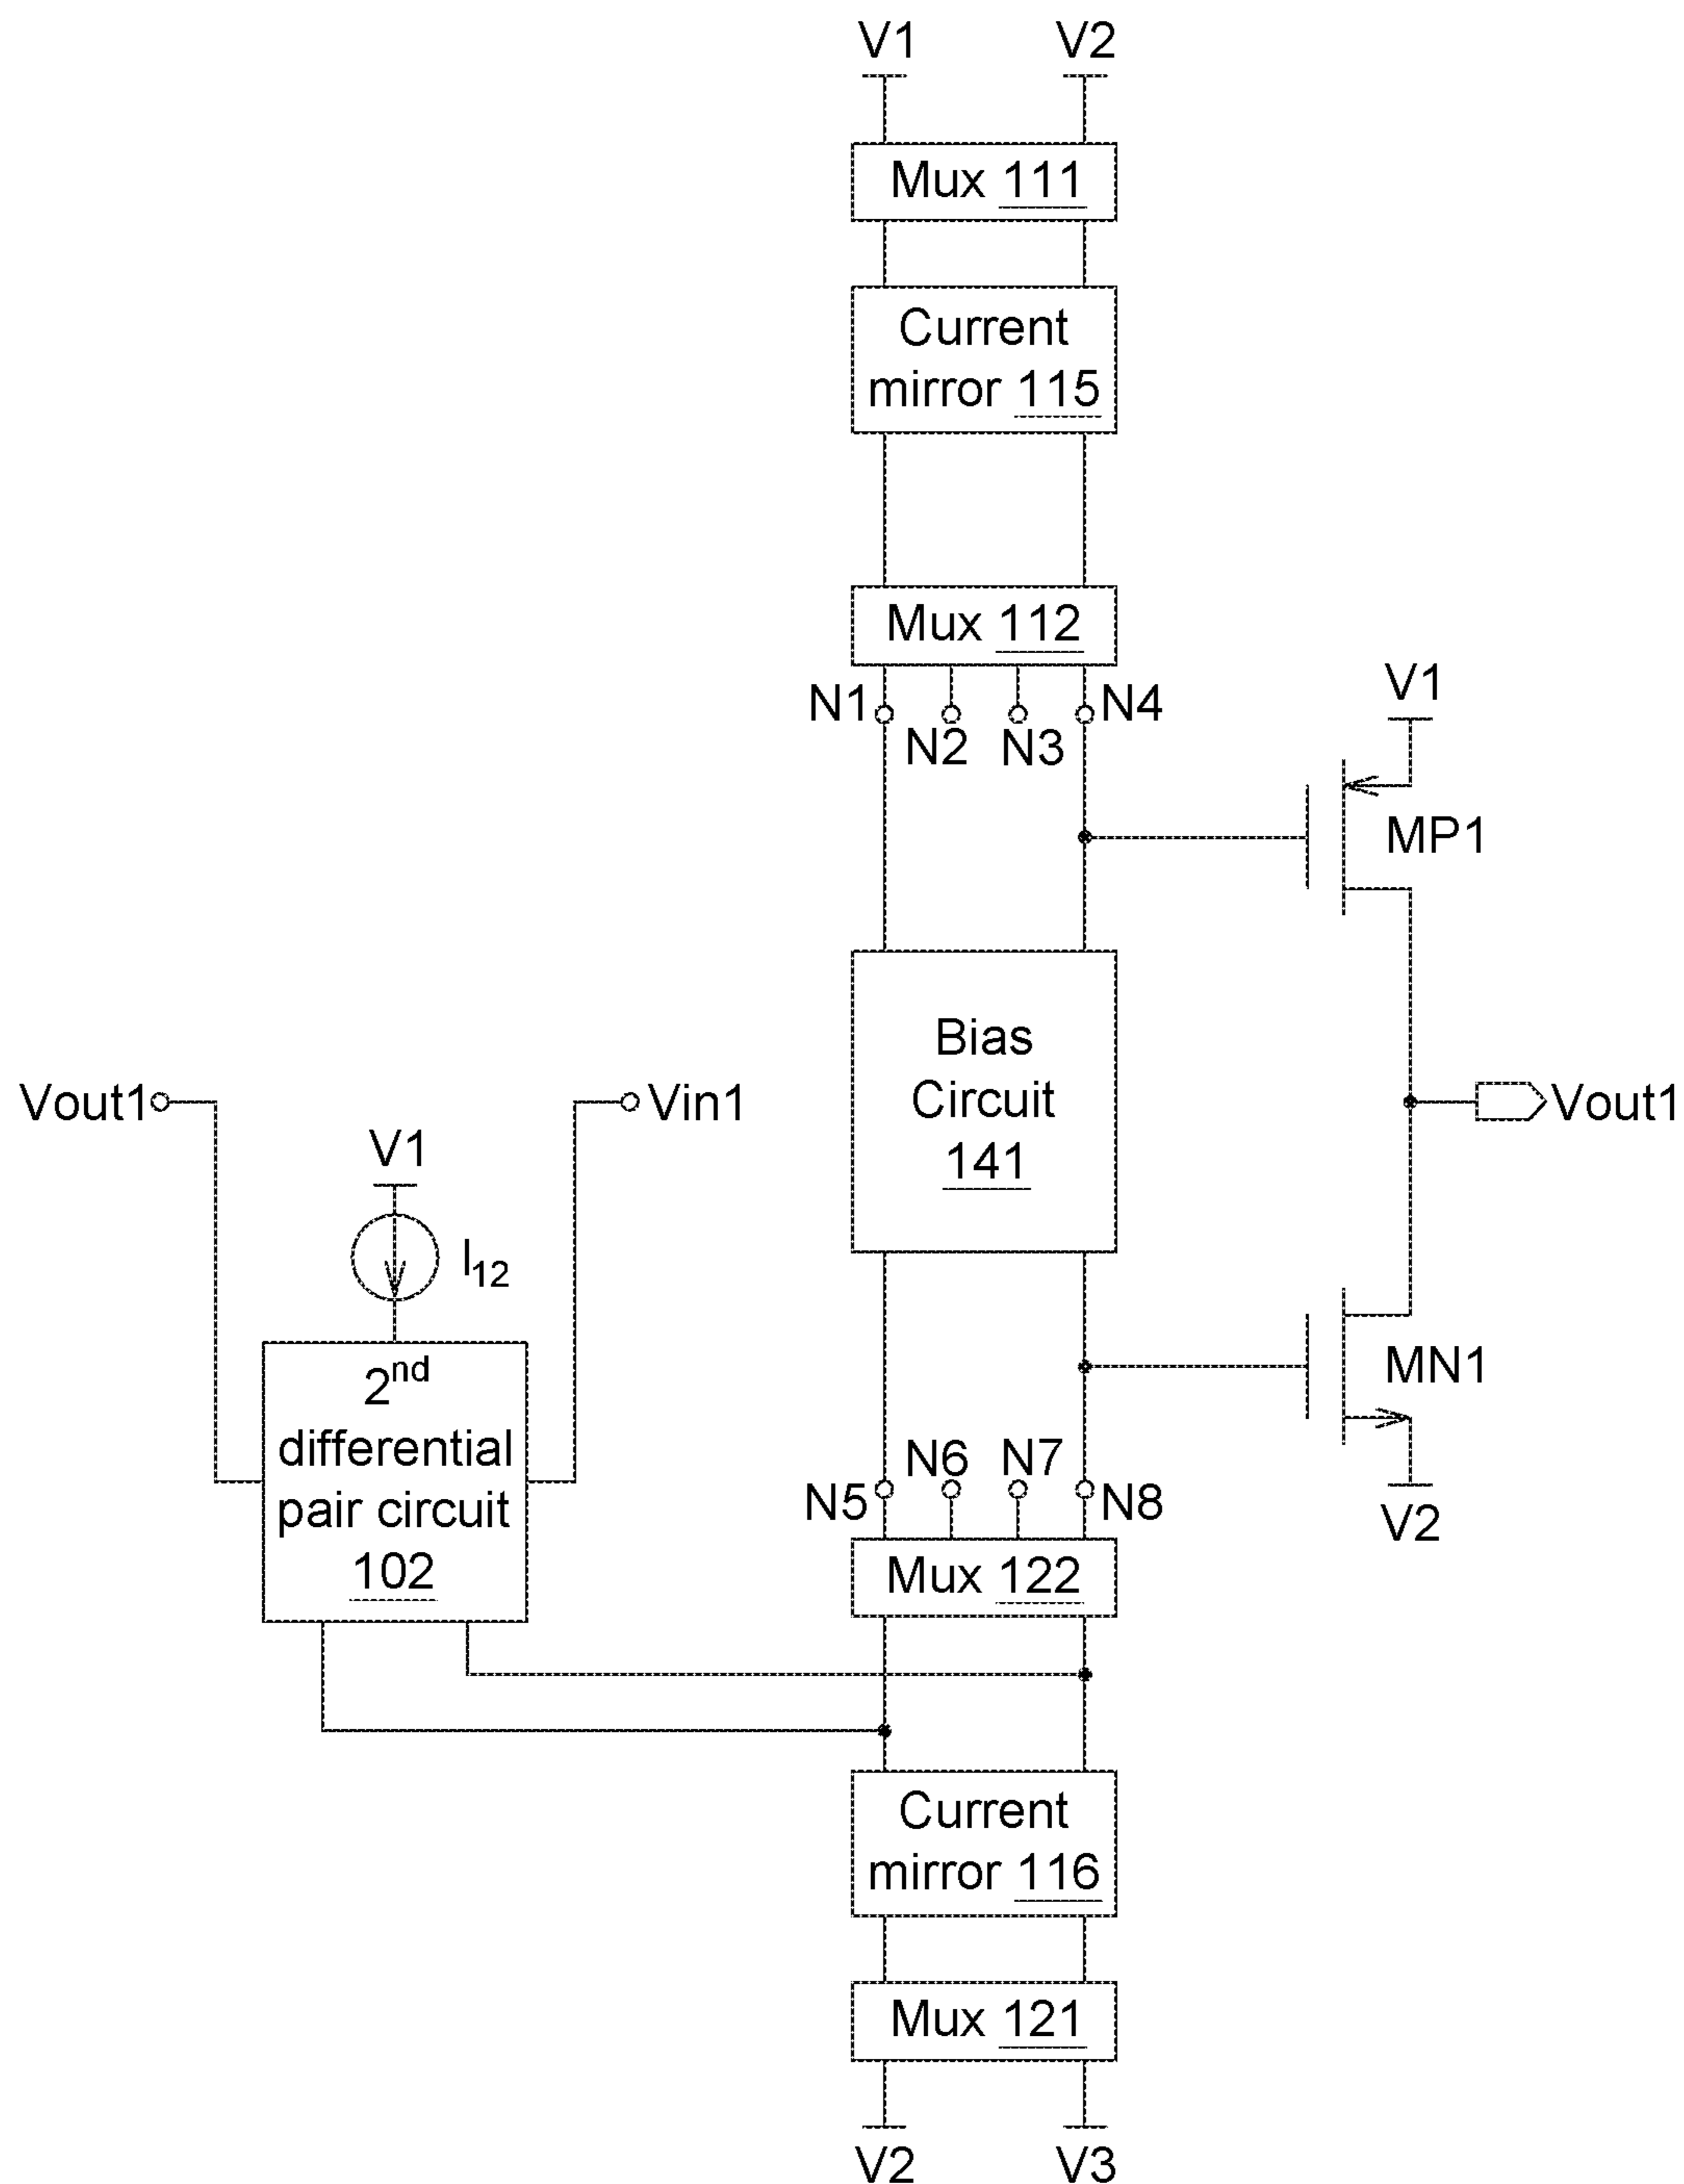 V1 V2
Mux 111
Current
mirror 115
Mux 112
N1 N2 N3 N4
V1
MP1
Bias
Circuit
141
Vout1 Vin1
Vout1
V1
I12
2nd
differential
pair circuit
102
MN1
N5 N6 N7 N8
V2
Mux 122
Current
mirror 116
Mux 121
V2 V3